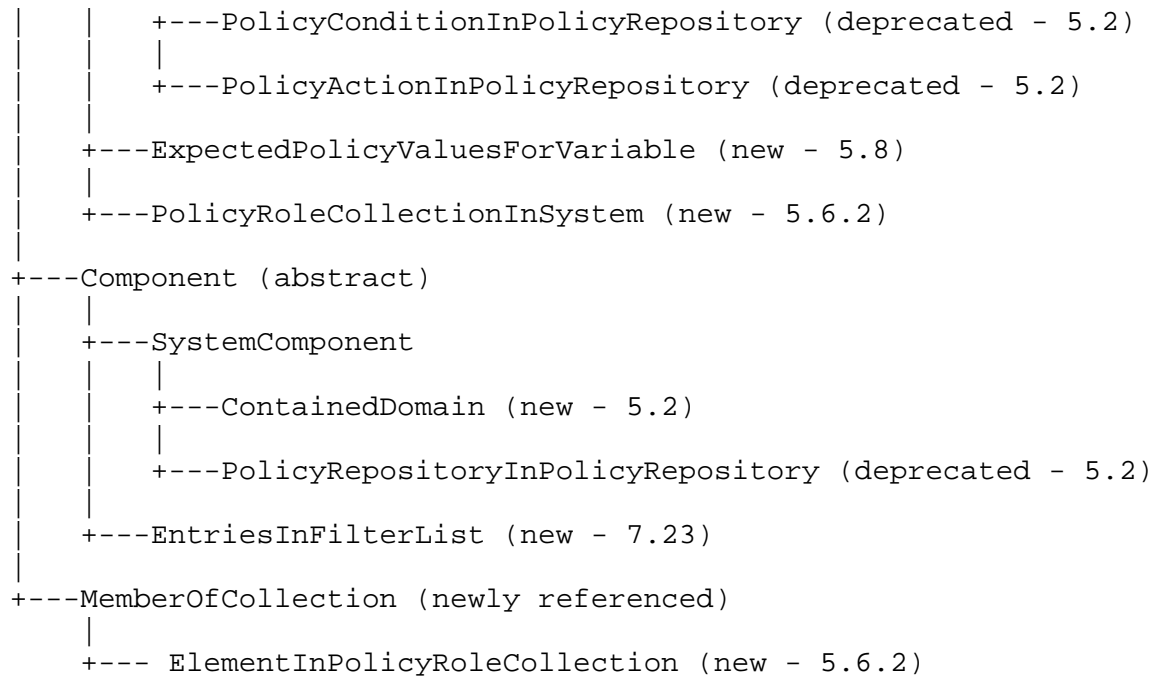 |   |   +---PolicyConditionInPolicyRepository (deprecated - 5.2)
|   |   |
|   |   +---PolicyActionInPolicyRepository (deprecated - 5.2)
|   |
|   +---ExpectedPolicyValuesForVariable (new - 5.8)
|   |
|   +---PolicyRoleCollectionInSystem (new - 5.6.2)
|
+---Component (abstract)
|   |
|   +---SystemComponent
|   |   |
|   |   +---ContainedDomain (new - 5.2)
|   |   |
|   |   +---PolicyRepositoryInPolicyRepository (deprecated - 5.2)
|   |
|   +---EntriesInFilterList (new - 7.23)
|
+---MemberOfCollection (newly referenced)
    |
    +--- ElementInPolicyRoleCollection (new - 5.6.2)